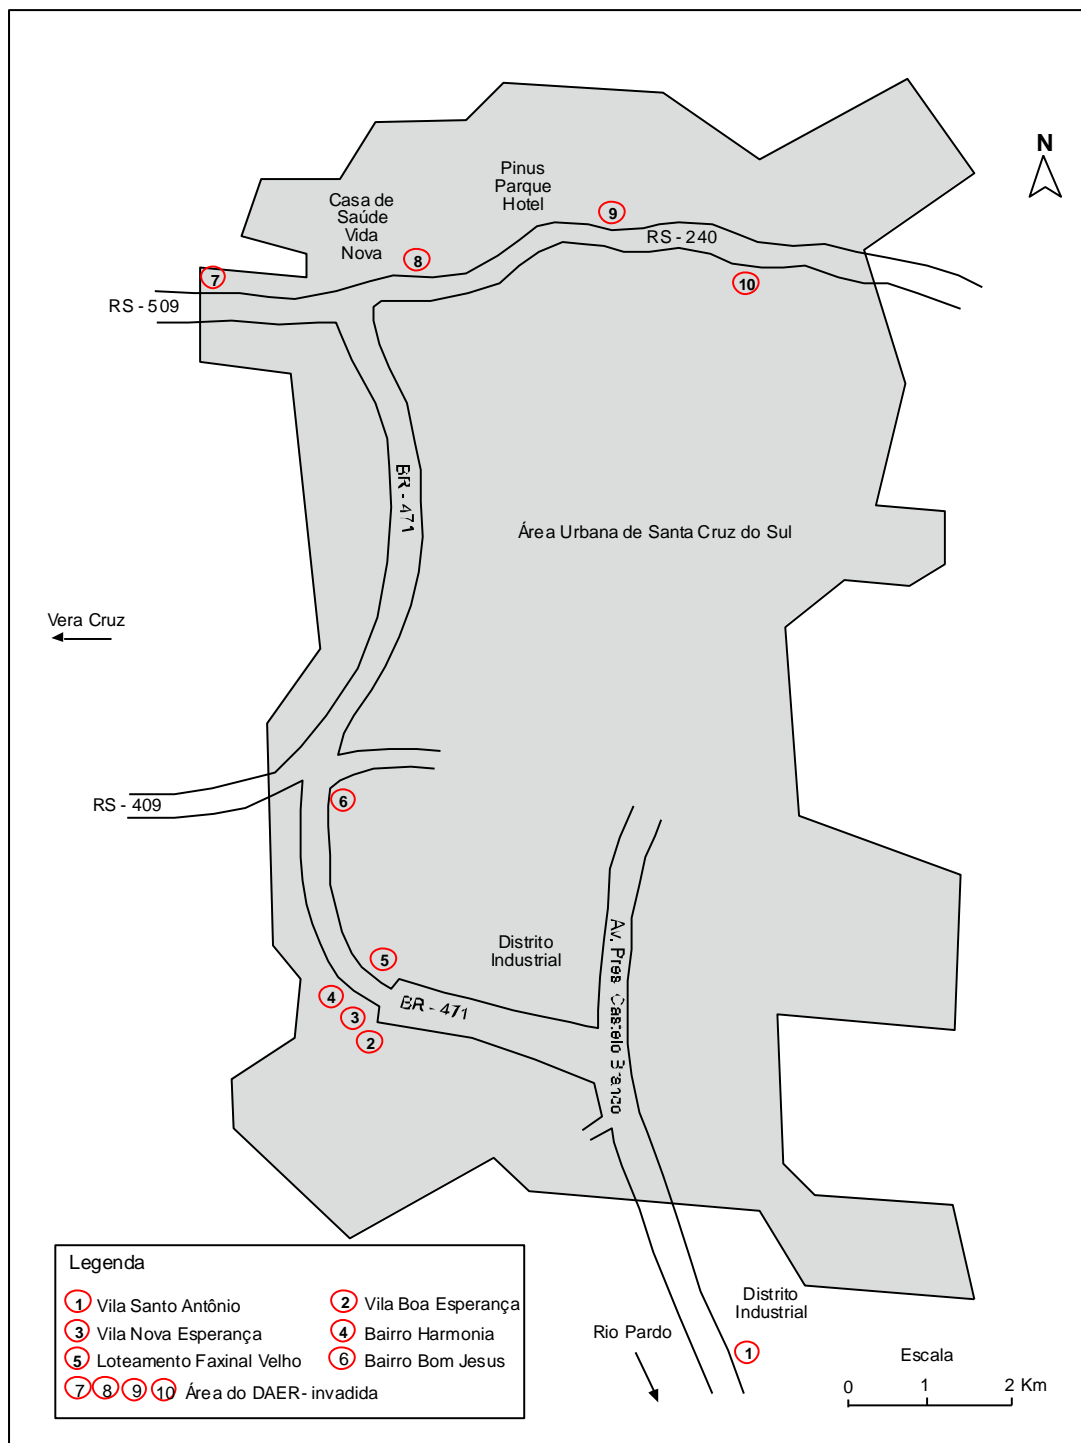 N
Pinus
Parque
Hotel
Casa de
Saúde
Vida
Nova
9
RS - 240
8
7
10
RS - 509
BR - 471
Área Urbana de Santa Cruz do Sul
Vera Cruz
RS - 409
6
Av. Pres. Castelo Branco
Distrito
Industrial
5
4
BR - 471
3
2
Legenda
1 Vila Santo Antônio
2 Vila Boa Esperança
3 Vila Nova Esperança
4 Bairro Harmonia
5 Loteamento Faxinal Velho
6 Bairro Bom Jesus
7 8 9 10 Área do DAER - invadida
Distrito
Industrial
Rio Pardo
1
Escala
0 1 2 Km